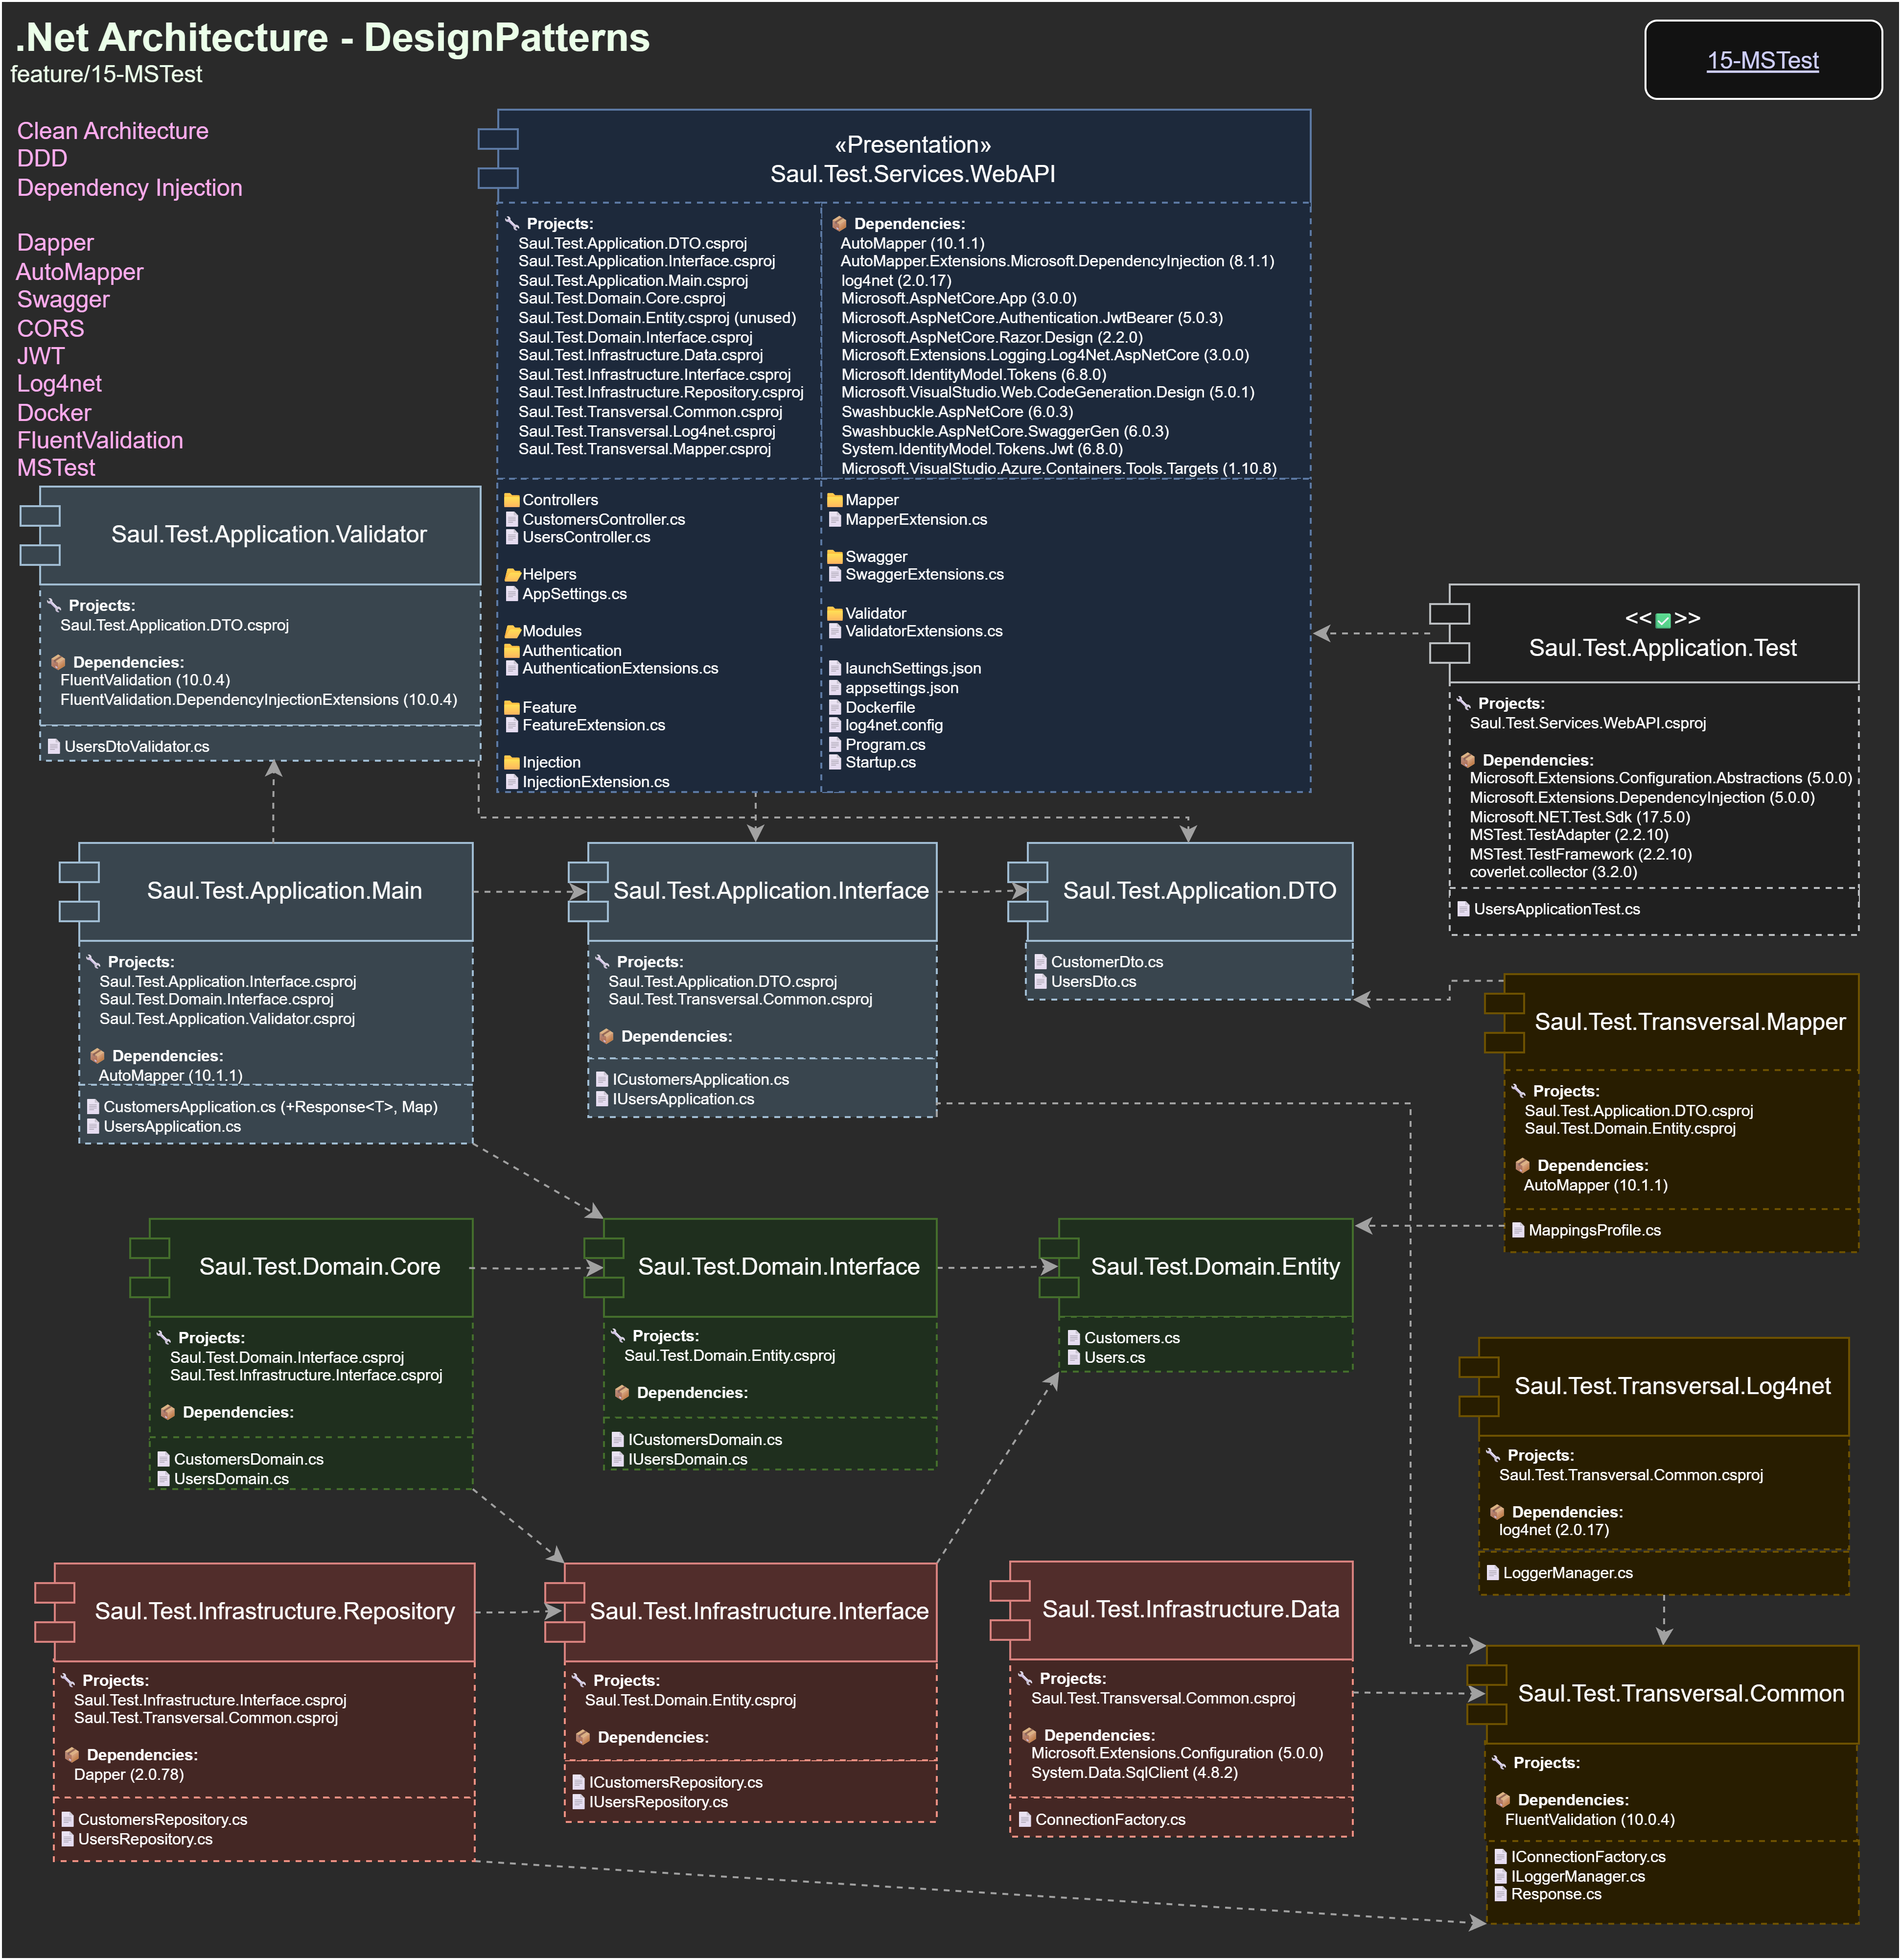 .Net Architecture - DesignPatterns
feature/15-MSTest
15-MSTest
Clean Architecture
DDD
Dependency Injection
Dapper
AutoMapper
Swagger
CORS
JWT
Log4net
Docker
FluentValidation
MSTest
«Presentation»
Saul.Test.Services.WebAPI
Projects:
Saul.Test.Application.DTO.csproj
Saul.Test.Application.Interface.csproj
Saul.Test.Application.Main.csproj
Saul.Test.Domain.Core.csproj
Saul.Test.Domain.Entity.csproj (unused)
Saul.Test.Domain.Interface.csproj
Saul.Test.Infrastructure.Data.csproj
Saul.Test.Infrastructure.Interface.csproj
Saul.Test.Infrastructure.Repository.csproj
Saul.Test.Transversal.Common.csproj
Saul.Test.Transversal.Log4net.csproj
Saul.Test.Transversal.Mapper.csproj
Dependencies:
AutoMapper (10.1.1)
AutoMapper.Extensions.Microsoft.DependencyInjection (8.1.1)
log4net (2.0.17)
Microsoft.AspNetCore.App (3.0.0)
Microsoft.AspNetCore.Authentication.JwtBearer (5.0.3)
Microsoft.AspNetCore.Razor.Design (2.2.0)
Microsoft.Extensions.Logging.Log4Net.AspNetCore (3.0.0)
Microsoft.IdentityModel.Tokens (6.8.0)
Microsoft.VisualStudio.Web.CodeGeneration.Design (5.0.1)
Swashbuckle.AspNetCore (6.0.3)
Swashbuckle.AspNetCore.SwaggerGen (6.0.3)
System.IdentityModel.Tokens.Jwt (6.8.0)
Microsoft.VisualStudio.Azure.Containers.Tools.Targets (1.10.8)
Controllers
CustomersController.cs
UsersController.cs
Helpers
AppSettings.cs
Modules
Authentication
AuthenticationExtensions.cs
Feature
FeatureExtension.cs
Injection
InjectionExtension.cs
Mapper
MapperExtension.cs
Swagger
SwaggerExtensions.cs
Validator
ValidatorExtensions.cs
launchSettings.json
appsettings.json
Dockerfile
log4net.config
Program.cs
Startup.cs
Saul.Test.Application.Validator
Projects:
Saul.Test.Application.DTO.csproj
Dependencies:
FluentValidation (10.0.4)
FluentValidation.DependencyInjectionExtensions (10.0.4)
UsersDtoValidator.cs
<<✅>>
Saul.Test.Application.Test
Projects:
Saul.Test.Services.WebAPI.csproj
Dependencies:
Microsoft.Extensions.Configuration.Abstractions (5.0.0)
Microsoft.Extensions.DependencyInjection (5.0.0)
Microsoft.NET.Test.Sdk (17.5.0)
MSTest.TestAdapter (2.2.10)
MSTest.TestFramework (2.2.10)
coverlet.collector (3.2.0)
UsersApplicationTest.cs
Saul.Test.Application.Main
Projects:
Saul.Test.Application.Interface.csproj
Saul.Test.Domain.Interface.csproj
Saul.Test.Application.Validator.csproj
Dependencies:
AutoMapper (10.1.1)
CustomersApplication.cs (+Response<T>, Map)
UsersApplication.cs
Saul.Test.Application.Interface
Projects:
Saul.Test.Application.DTO.csproj
Saul.Test.Transversal.Common.csproj
Dependencies:
ICustomersApplication.cs
IUsersApplication.cs
Saul.Test.Application.DTO
CustomerDto.cs
UsersDto.cs
Saul.Test.Transversal.Mapper
Projects:
Saul.Test.Application.DTO.csproj
Saul.Test.Domain.Entity.csproj
Dependencies:
AutoMapper (10.1.1)
MappingsProfile.cs
Saul.Test.Domain.Core
Projects:
Saul.Test.Domain.Interface.csproj
Saul.Test.Infrastructure.Interface.csproj
Dependencies:
CustomersDomain.cs
UsersDomain.cs
Saul.Test.Domain.Interface
Projects:
Saul.Test.Domain.Entity.csproj
Dependencies:
ICustomersDomain.cs
IUsersDomain.cs
Saul.Test.Domain.Entity
Customers.cs
Users.cs
Saul.Test.Transversal.Log4net
Projects:
Saul.Test.Transversal.Common.csproj
Dependencies:
log4net (2.0.17)
LoggerManager.cs
Saul.Test.Infrastructure.Repository
Projects:
Saul.Test.Infrastructure.Interface.csproj
Saul.Test.Transversal.Common.csproj
Dependencies:
Dapper (2.0.78)
CustomersRepository.cs
UsersRepository.cs
Saul.Test.Infrastructure.Interface
Projects:
Saul.Test.Domain.Entity.csproj
Dependencies:
ICustomersRepository.cs
IUsersRepository.cs
Saul.Test.Infrastructure.Data
Projects:
Saul.Test.Transversal.Common.csproj
Dependencies:
Microsoft.Extensions.Configuration (5.0.0)
System.Data.SqlClient (4.8.2)
ConnectionFactory.cs
Saul.Test.Transversal.Common
Projects:
Dependencies:
FluentValidation (10.0.4)
IConnectionFactory.cs
ILoggerManager.cs
Response.cs